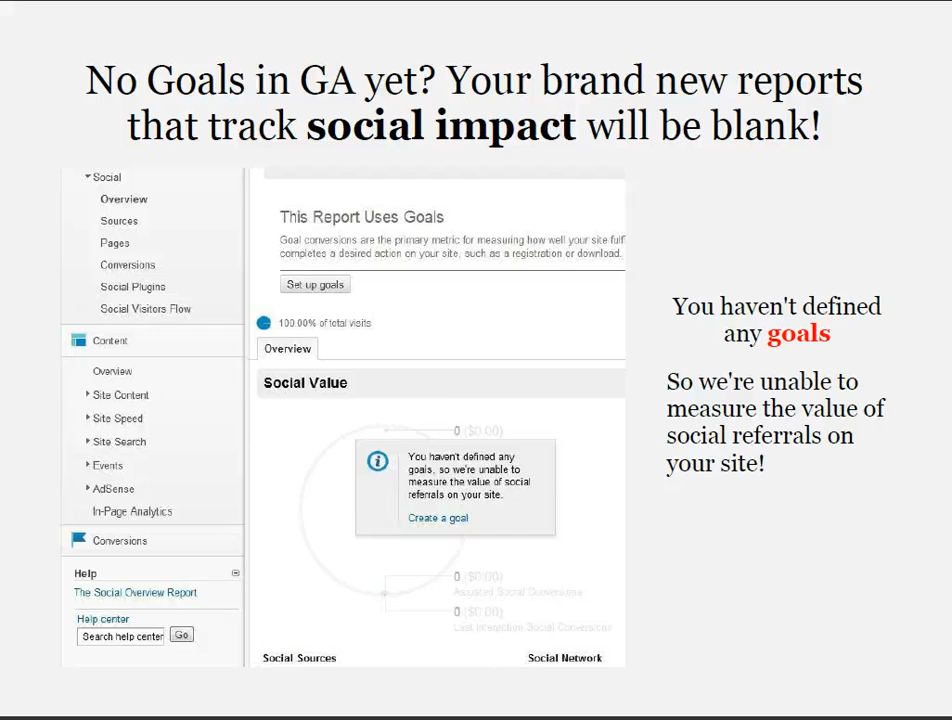 No Goals in GA yet? Your brand new reports
that track social impact will be blank!
Social
Overview
Sources
Pages
Conversions
Social Plugins
Social Visitors Flow
Content
Overview
Site Content
Site Speed
Site Search
Events
AdSense
In-Page Analytics
Conversions
Help
The Social Overview Report
Help center
Search help center
Go
This Report Uses Goals
Goal conversions are the primary metric for measuring how well your site fulf
completes a desired action on your site, such as a registration or download.
Set up goals
100.00% of total visits
Overview
Social Value
0 ($0.00)
You haven't defined any
goals, so we're unable to
measure the value of social
referrals on your site.
Create a goal
0 ($0.00)
Assisted Social Conversions
0 ($0.00)
Last Interaction Social Conversions
Social Sources
Social Network
You haven't defined
any goals
So we're unable to
measure the value of
social referrals on
your site!